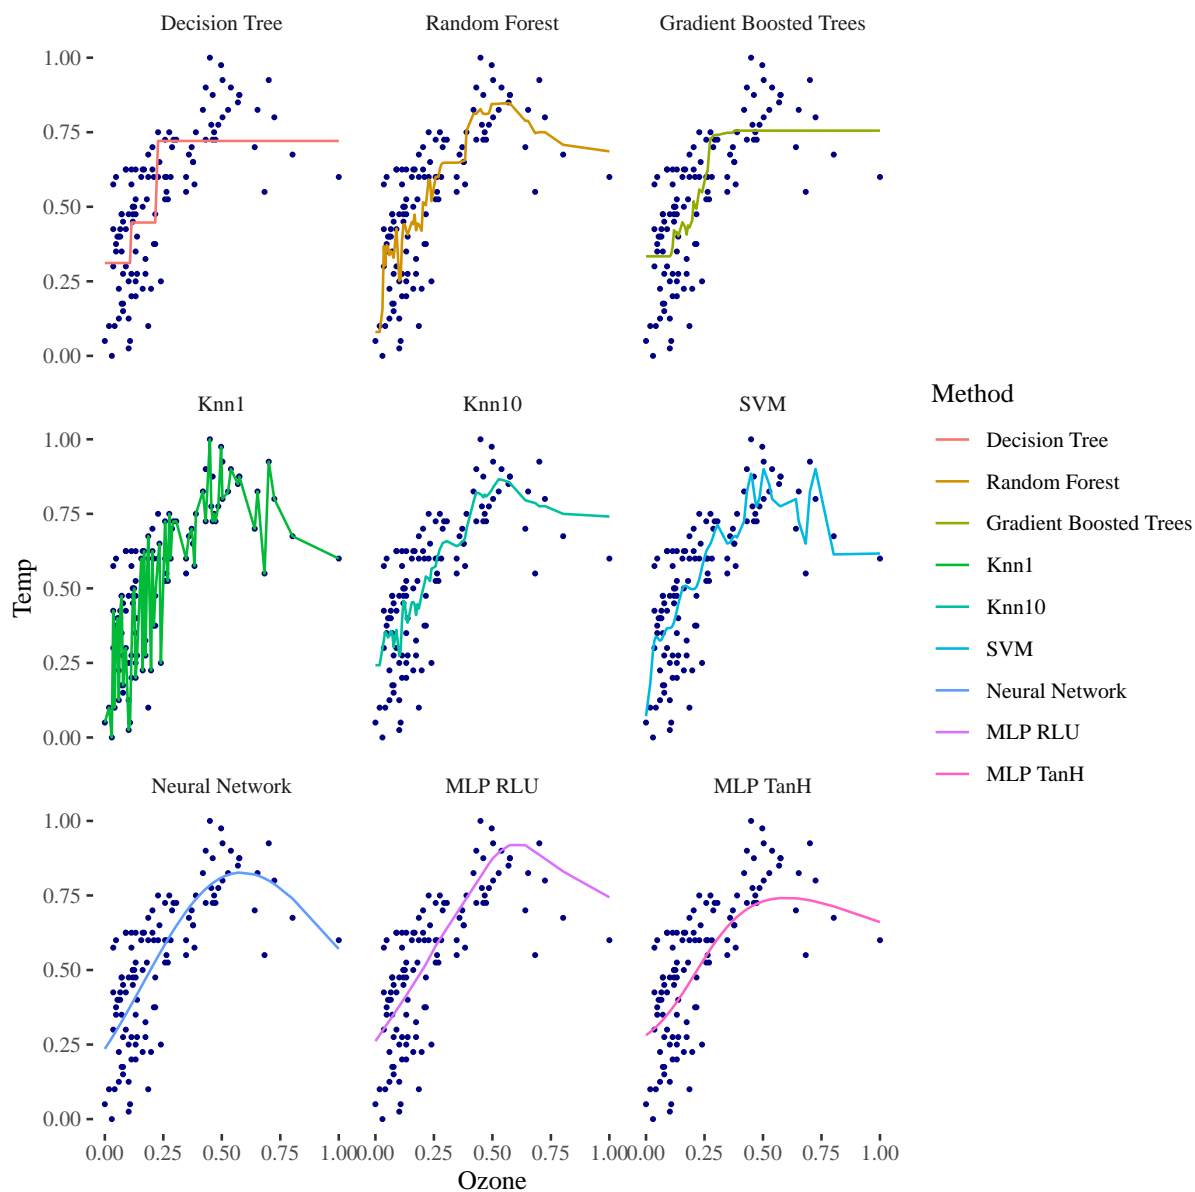 Decision Tree Random Forest Gradient Boosted Trees
1.00
0.75
0.50
0.25
0.00
Knn1 Knn10 SVM
1.00
0.75
0.50
0.25
0.00
Neural Network MLP RLU MLP TanH
1.00
0.75
0.50
0.25
0.00
0.00 0.25 0.50 0.75 1.00 0.00 0.25 0.50 0.75 1.00 0.00 0.25 0.50 0.75 1.00
Ozone
Temp
Method
Decision Tree
Random Forest
Gradient Boosted Trees
Knn1
Knn10
SVM
Neural Network
MLP RLU
MLP TanH